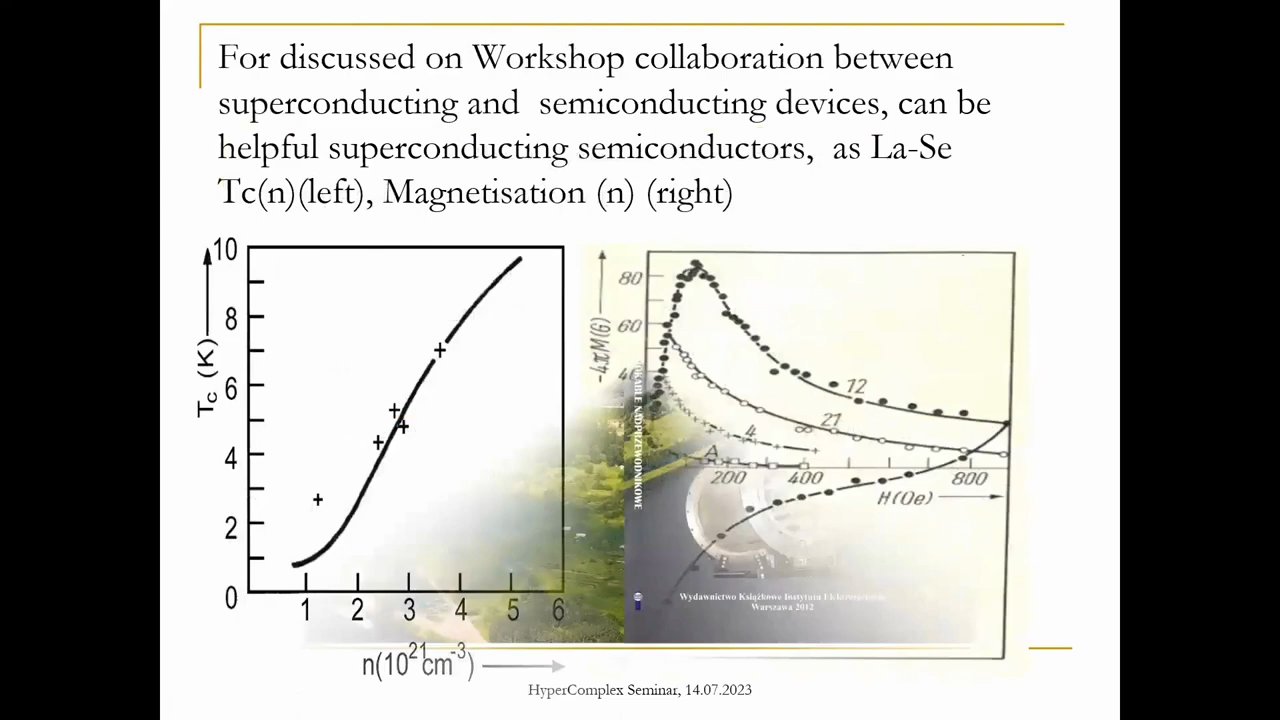 For discussed on Workshop collaboration between
superconducting and semiconducting devices, can be
helpful superconducting semiconductors, as La-Se
Tc(n)(left), Magnetisation (n) (right)
10
8
6
4
2
0
Tc (K)
1 2 3 4 5 6
n(10^21 cm^-3)
-4πM(G)
80
60
40
12
21
4
A
200 400 800
H(Oe)
KABLE NADPRZEWODNIKOWE
Wydawnictwo Książkowe Instytutu Elektrotechniki
Warszawa 2012
HyperComplex Seminar, 14.07.2023